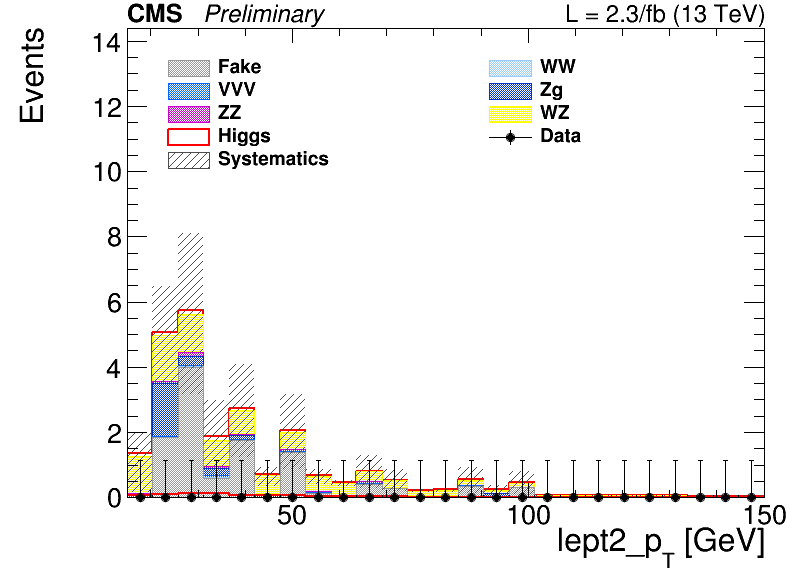 CMS Preliminary L = 2.3/fb (13 TeV)
Events
14
12
10
8
6
4
2
0
Fake WW
VVV Zg
ZZ WZ
Higgs Data
Systematics
50 100 150
lept2_p_T [GeV]